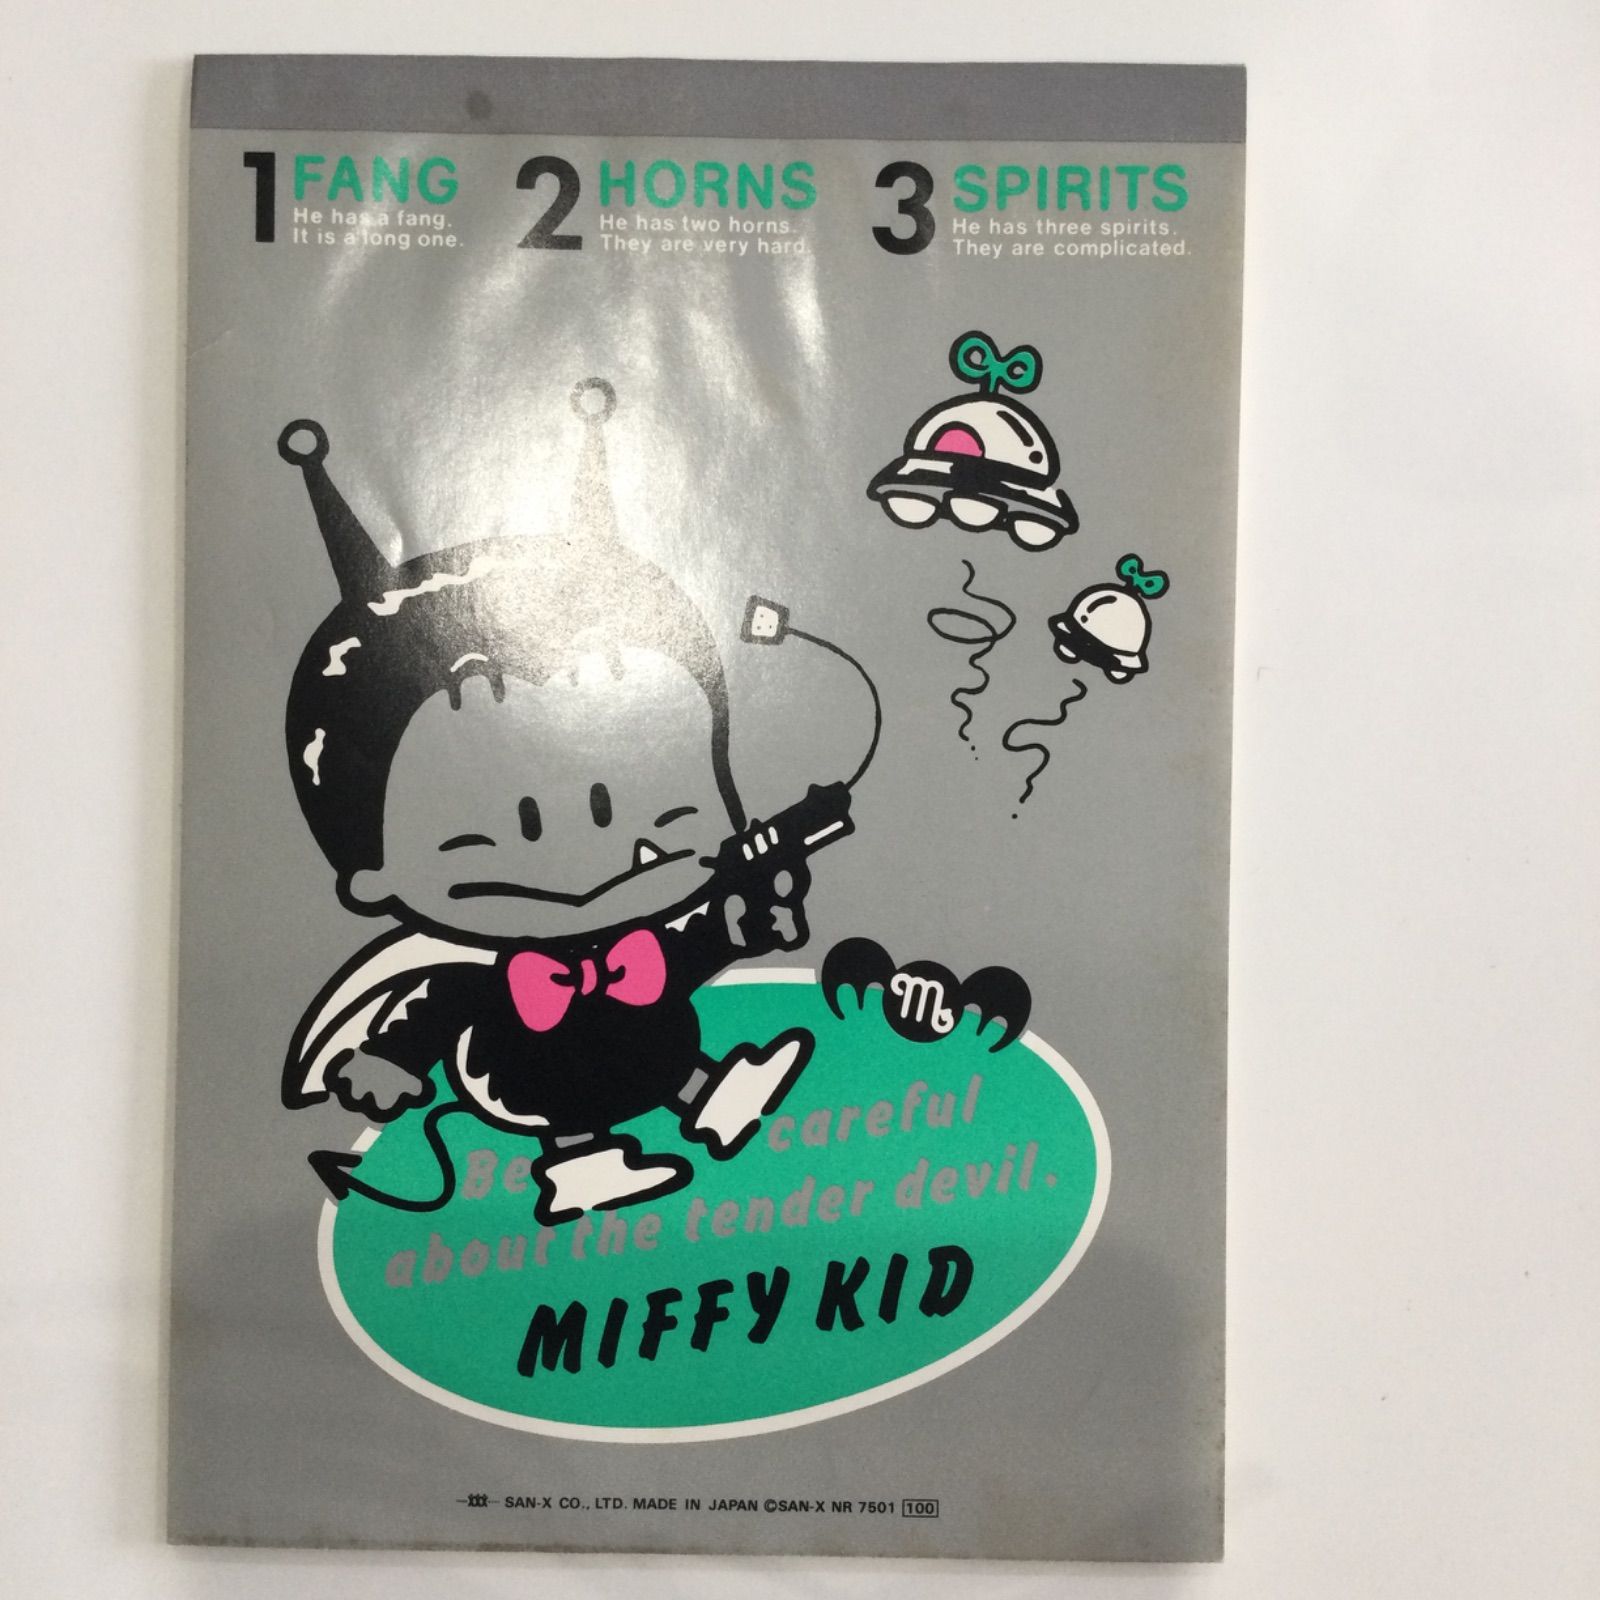 1 FANG
He has a fang.
It is a long one.
2 HORNS
He has two horns.
They are very hard.
3 SPIRITS
He has three spirits.
They are complicated.
m
Be careful
about the tender devil.
MIFFY KID
SAN-X CO., LTD. MADE IN JAPAN ©SAN-X NR 7501 100